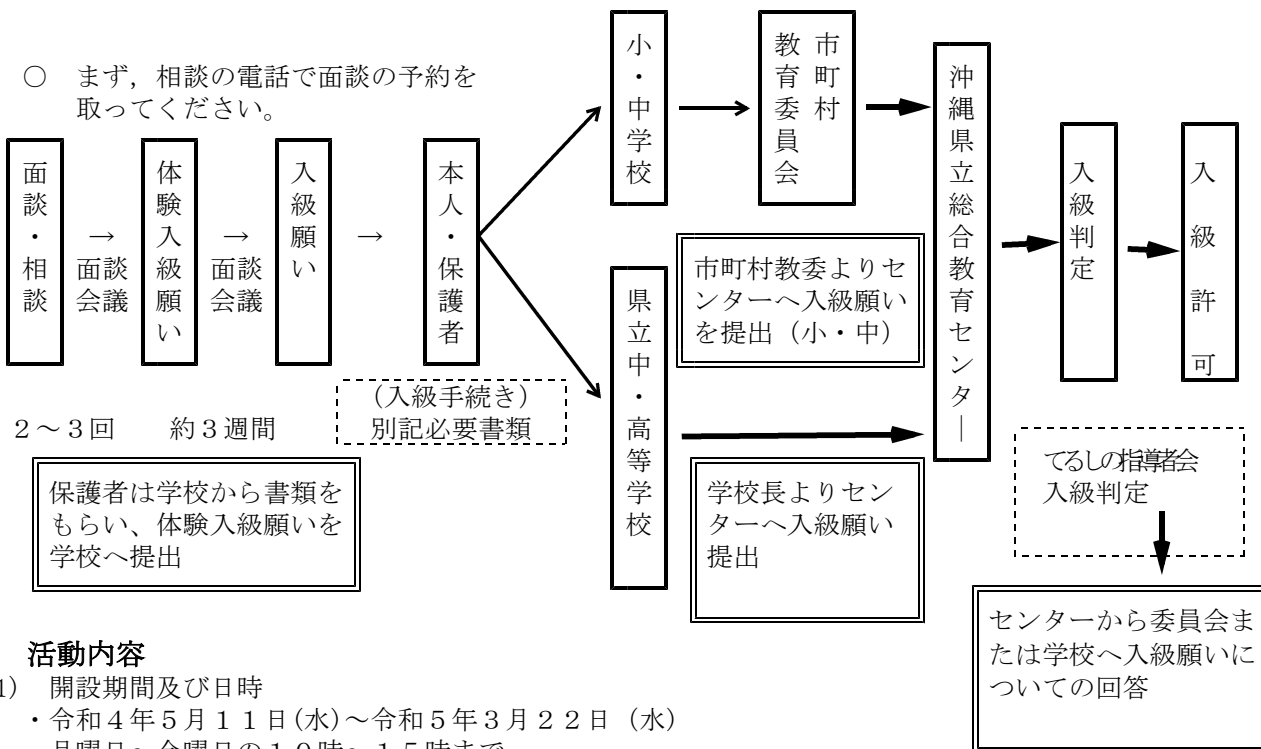 ○ まず，相談の電話で面談の予約を
取ってください。
面談・相談
→
面談
会議
体験入級願い
→
面談
会議
入級願い
→
本人・保護者
小・中学校
市町村
教育委員会
県立中・高等学校
沖縄県立総合教育センター
入級判定
入級許可
市町村教委よりセ
ンターへ入級願い
を提出（小・中）
（入級手続き）
別記必要書類
２～３回 約３週間
保護者は学校から書類を
もらい、体験入級願いを
学校へ提出
学校長よりセン
ターへ入級願い
提出
てるしの指導者会
入級判定
センターから委員会ま
たは学校へ入級願いに
ついての回答
活動内容
1) 開設期間及び日時
・令和４年５月１１日(水)～令和５年３月２２日（水）